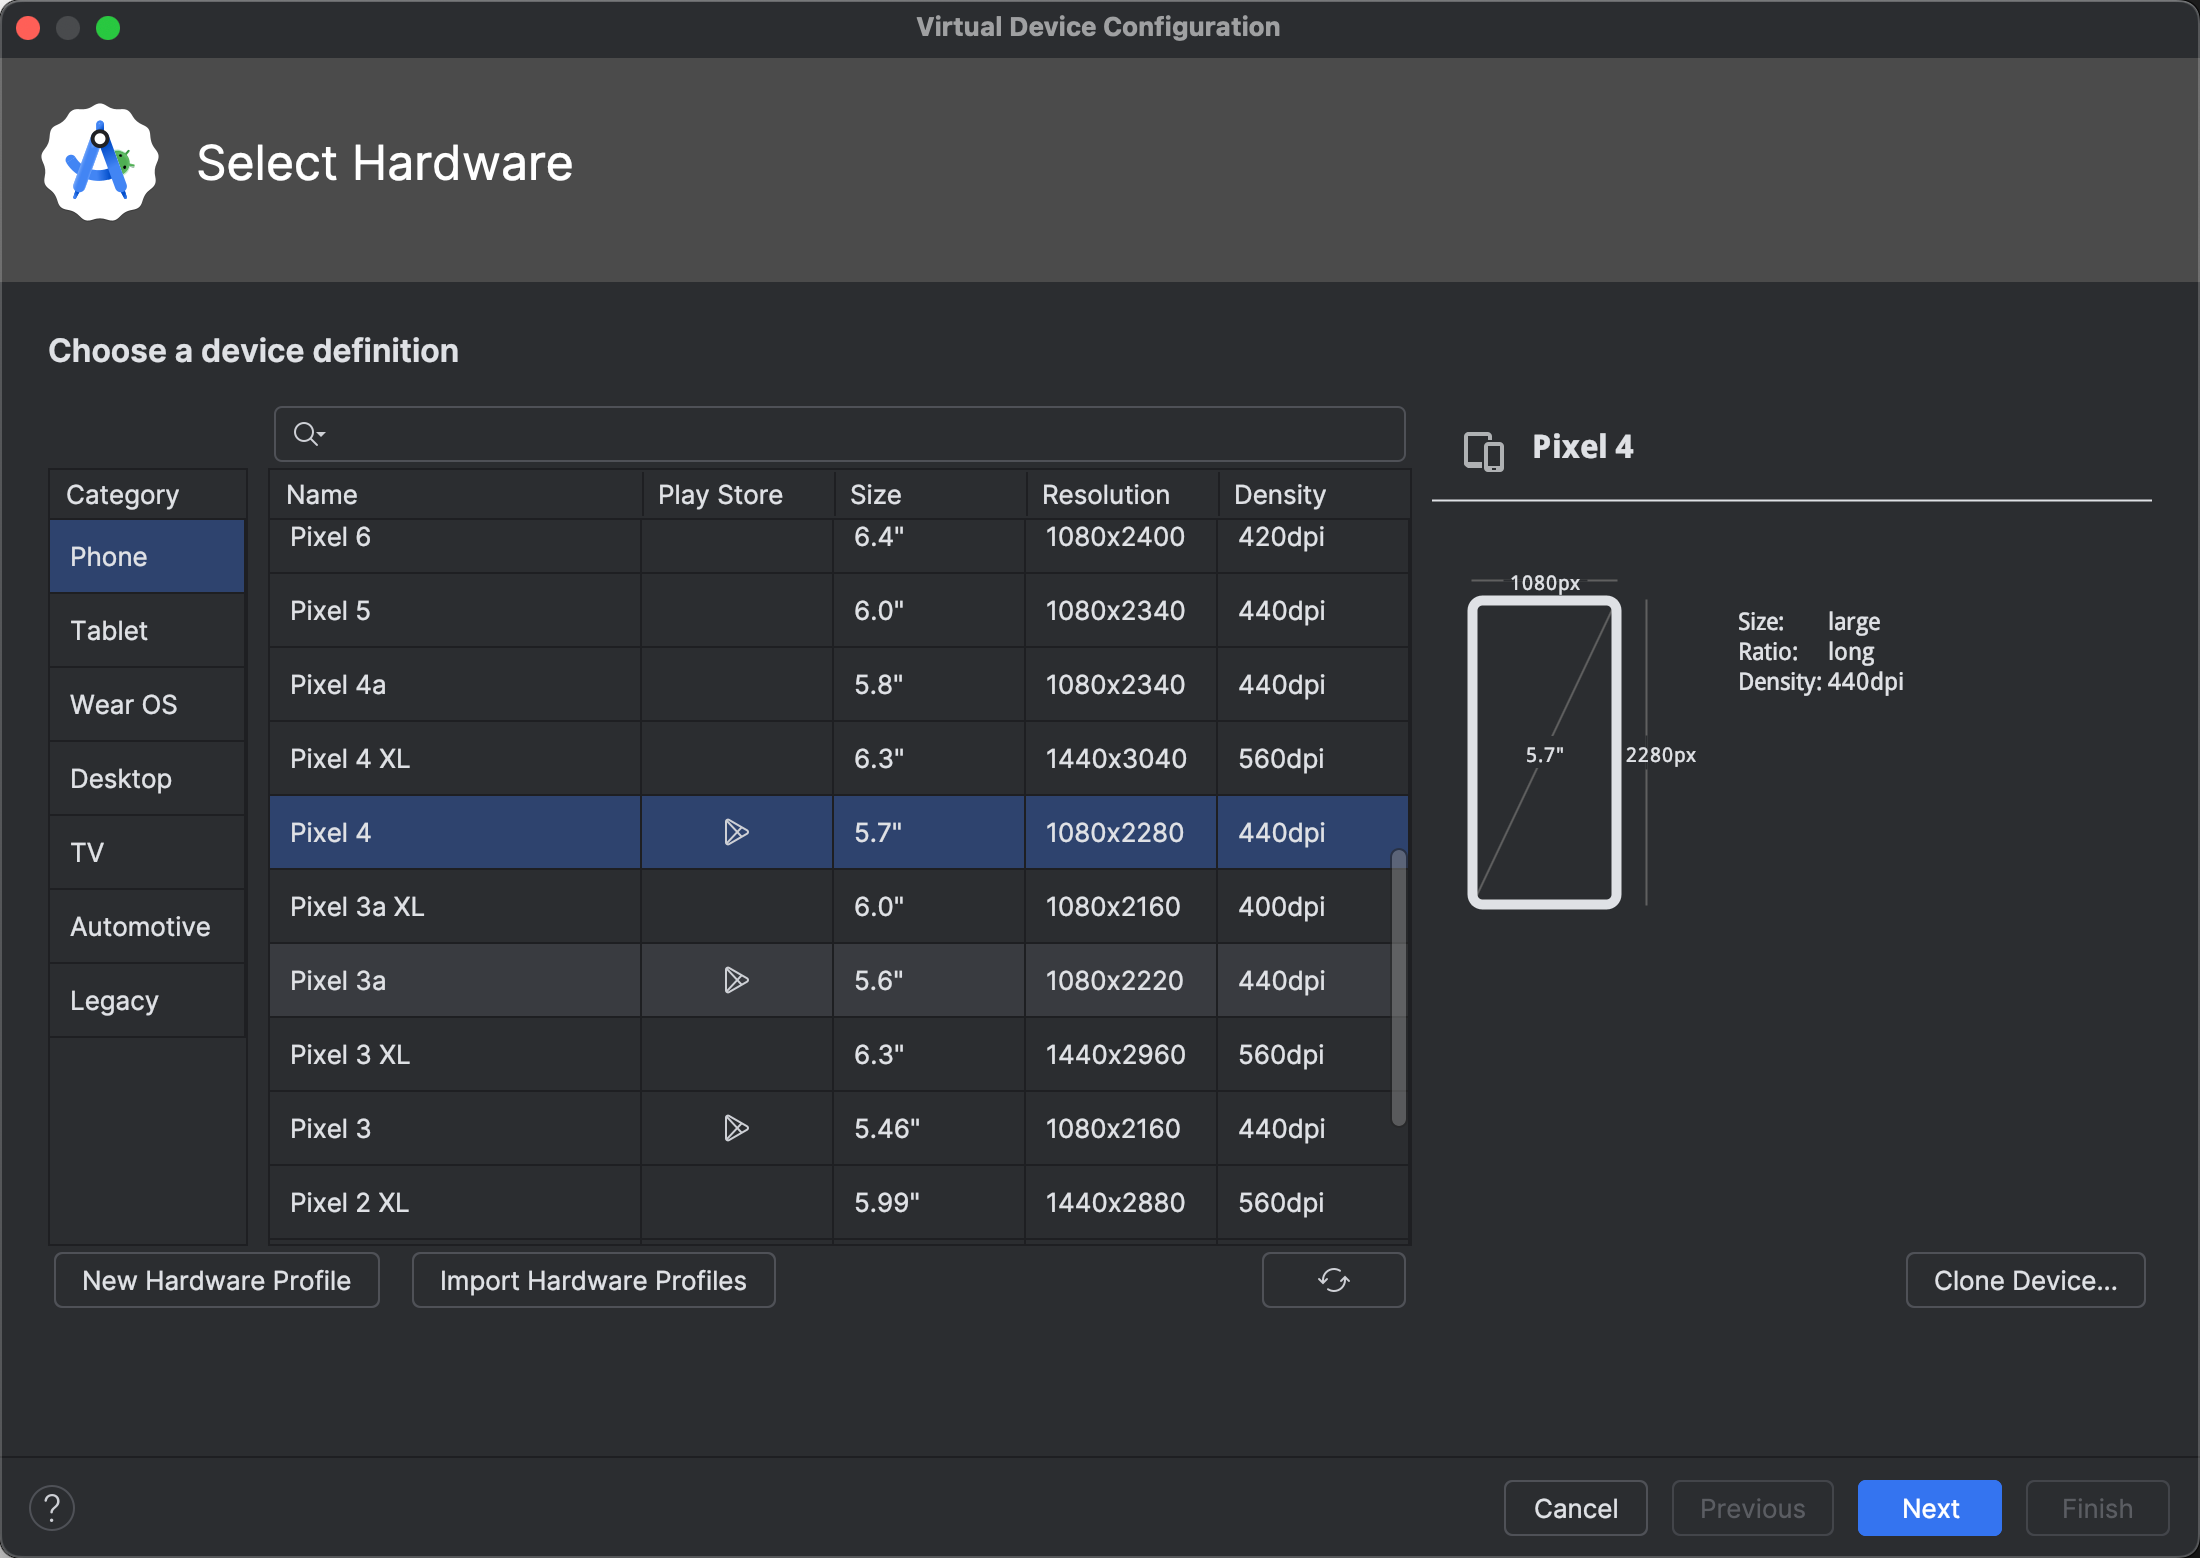 Virtual Device Configuration
Select Hardware
Choose a device definition
Category
Phone
Tablet
Wear OS
Desktop
TV
Automotive
Legacy
Name Play Store Size Resolution Density
Pixel 6 6.4" 1080x2400 420dpi
Pixel 5 6.0" 1080x2340 440dpi
Pixel 4a 5.8" 1080x2340 440dpi
Pixel 4 XL 6.3" 1440x3040 560dpi
Pixel 4 5.7" 1080x2280 440dpi
Pixel 3a XL 6.0" 1080x2160 400dpi
Pixel 3a 5.6" 1080x2220 440dpi
Pixel 3 XL 6.3" 1440x2960 560dpi
Pixel 3 5.46" 1080x2160 440dpi
Pixel 2 XL 5.99" 1440x2880 560dpi
Pixel 4
1080px
5.7"
2280px
Size: large
Ratio: long
Density: 440dpi
New Hardware Profile
Import Hardware Profiles
Clone Device...
?
Cancel
Previous
Next
Finish